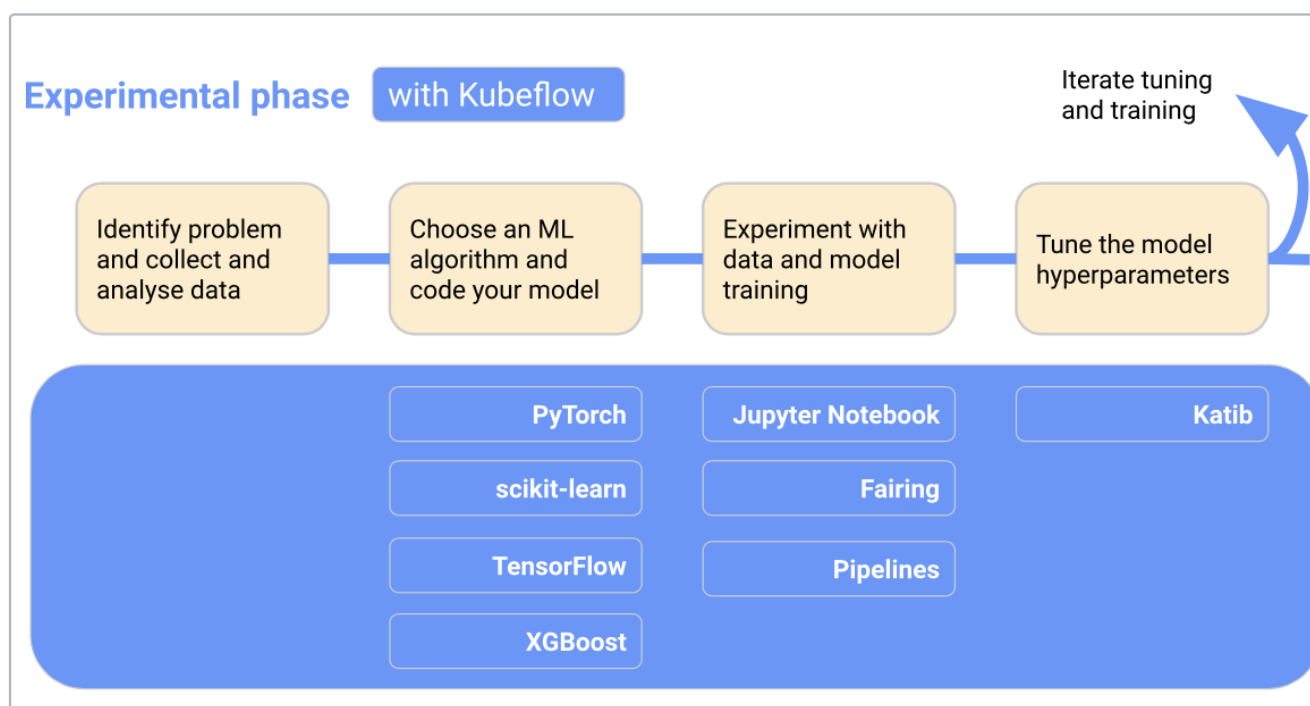 Experimental phase with Kubeflow
Iterate tuning
and training
Identify problem
and collect and
analyse data
Choose an ML
algorithm and
code your model
Experiment with
data and model
training
Tune the model
hyperparameters
PyTorch
scikit-learn
TensorFlow
XGBoost
Jupyter Notebook
Fairing
Pipelines
Katib